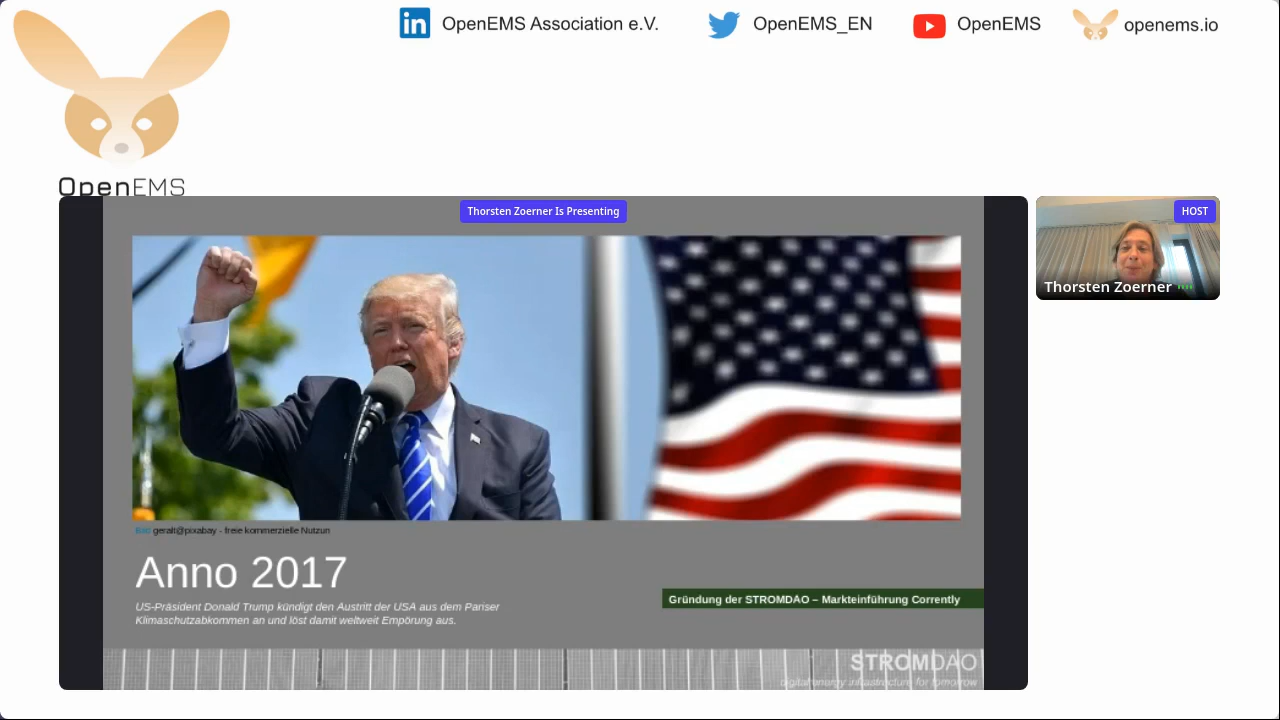 OpenEMS Association e.V.
OpenEMS_EN
OpenEMS
openems.io
OpenEMS
Thorsten Zoerner Is Presenting
HOST
Thorsten Zoerner
Bild: geralt@pixabay - freie kommerzielle Nutzun
Anno 2017
US-Präsident Donald Trump kündigt den Austritt der USA aus dem Pariser
Klimaschutzabkommen an und löst damit weltweit Empörung aus.
Gründung der STROMDAO – Markteinführung Corrently
STROMDAO
digital energy infrastructure for tomorrow